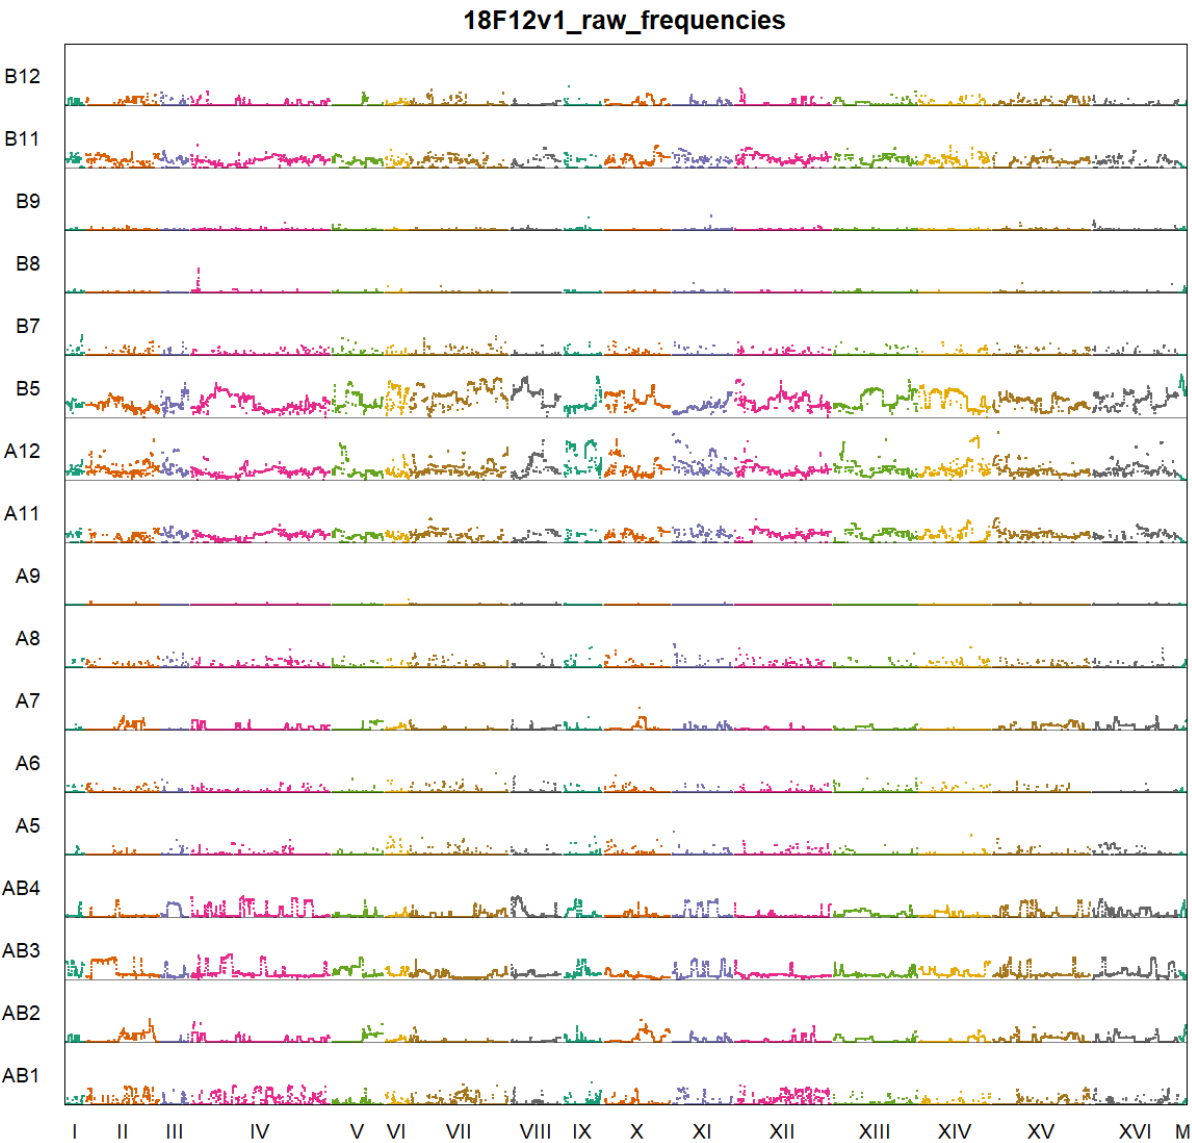 18F12v1_raw_frequencies
B12
B11
B9
B8
B7
B5
A12
A11
A9
A8
A7
A6
A5
AB4
AB3
AB2
AB1
I II III IV V VI VII VIII IX X XI XII XIII XIV XV XVI M